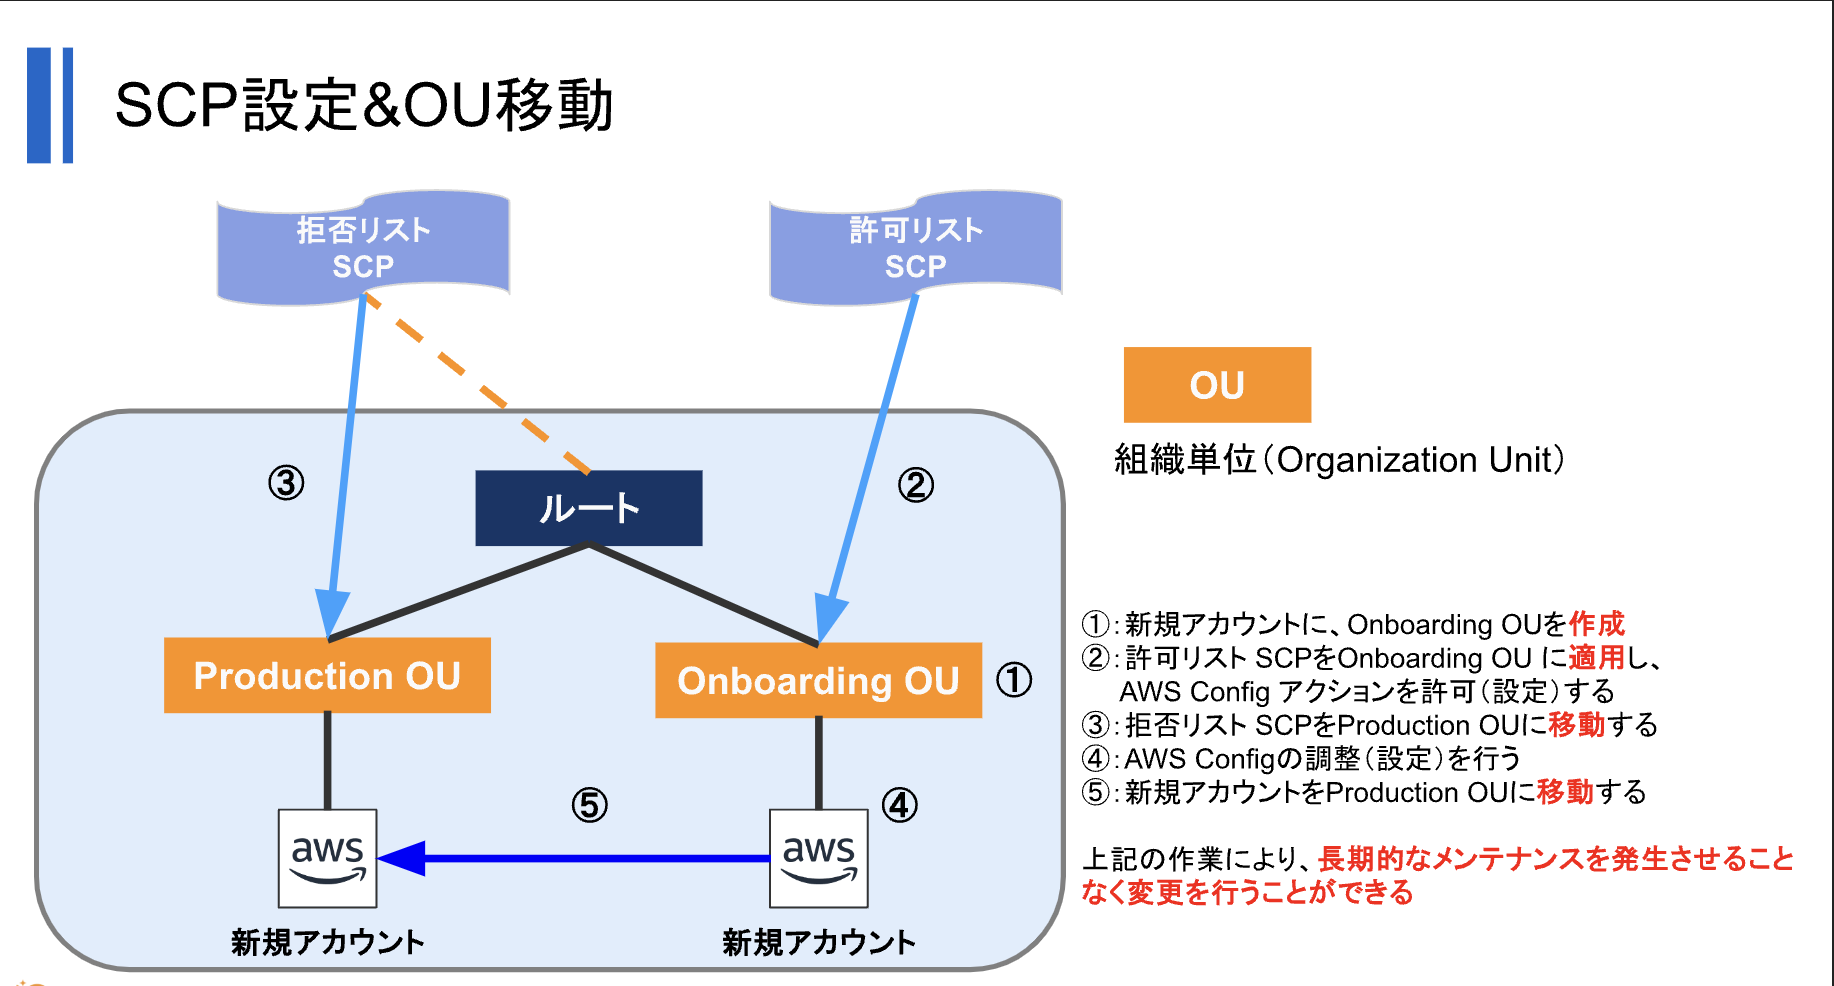 SCP設定&OU移動
拒否リスト
SCP
許可リスト
SCP
OU
組織単位（Organization Unit）
③
②
ルート
Production OU
Onboarding OU
①
⑤
④
aws
aws
新規アカウント
新規アカウント
①：新規アカウントに、Onboarding OUを作成
②：許可リスト SCPをOnboarding OU に適用し、
AWS Config アクションを許可（設定）する
③：拒否リスト SCPをProduction OUに移動する
④：AWS Configの調整（設定）を行う
⑤：新規アカウントをProduction OUに移動する
上記の作業により、長期的なメンテナンスを発生させること
なく変更を行うことができる